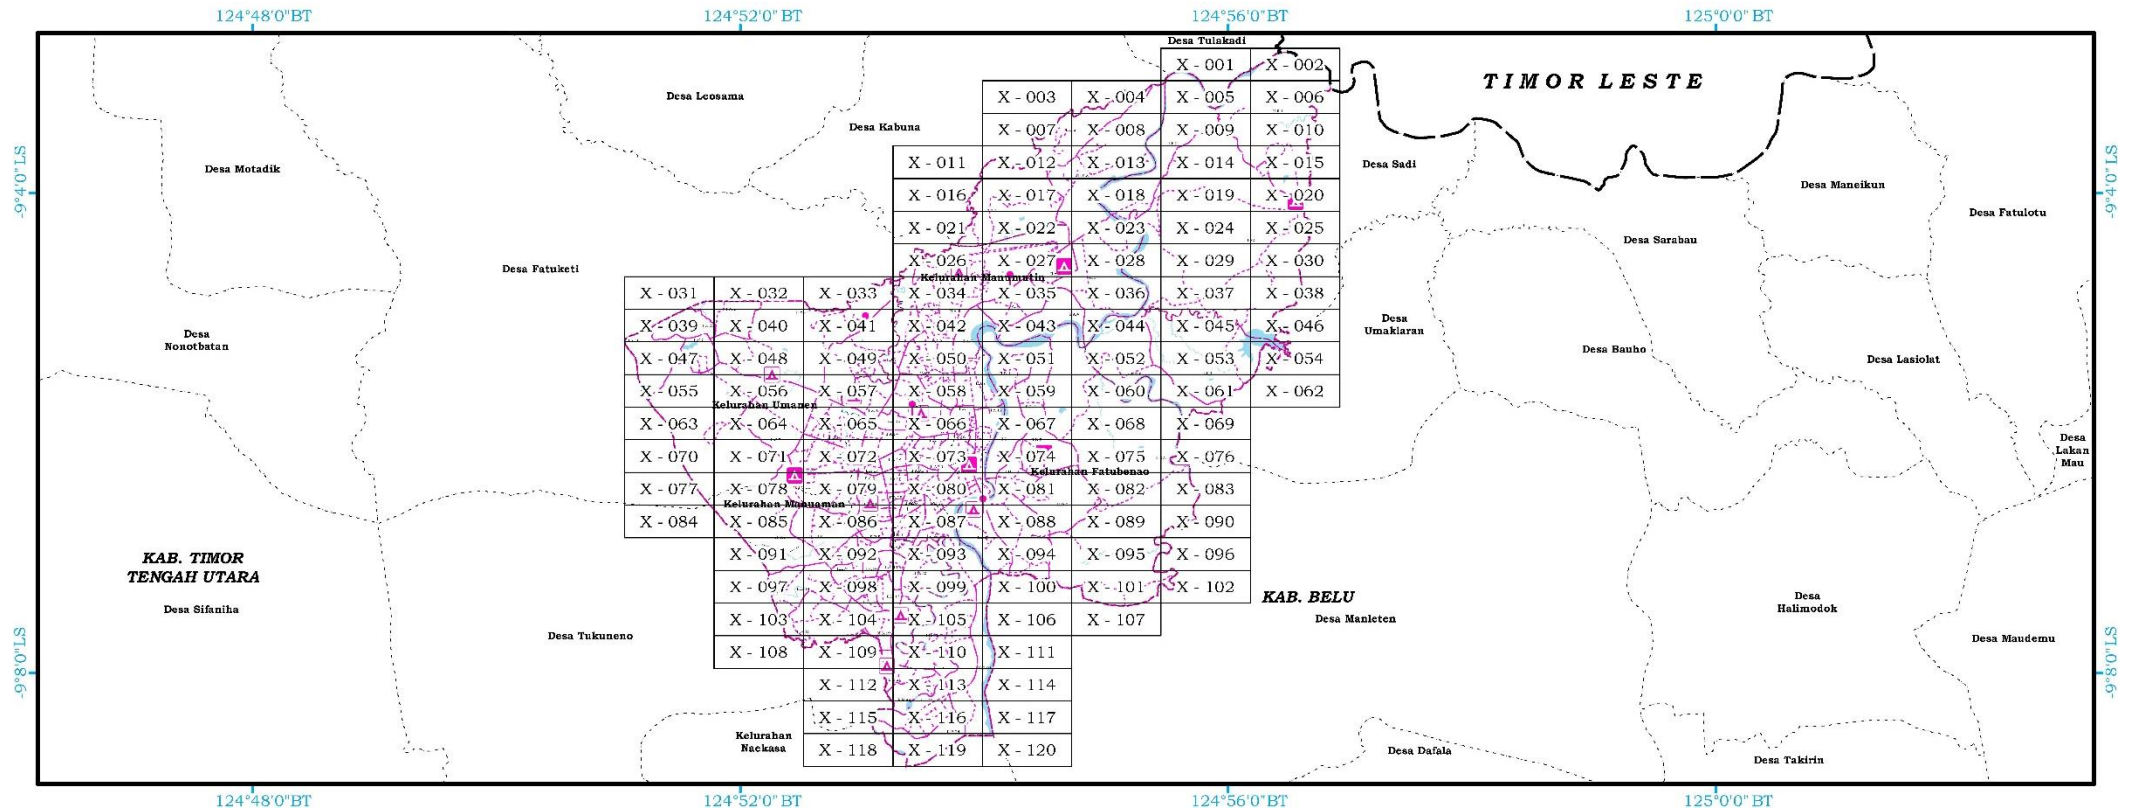 124°48'0"BT 124°52'0"BT 124°56'0"BT 125°0'0"BT
Desa Tulakadi
X - 001 X - 002
TIMOR LESTE
Desa Leosama
X - 003 X - 004 X - 005 X - 006
Desa Kabuna
X - 007 X - 008 X - 009 X - 010
Desa Motadik
X - 011 X - 012 X - 013 X - 014 X - 015
Desa Sadi
-9°4'0"LS
X - 016 X - 017 X - 018 X - 019 X - 020
Desa Maneikun
-9°4'0"LS
Desa Fatulotu
X - 021 X - 022 X - 023 X - 024 X - 025
Desa Sarabau
Desa Fatuketi
X - 026 X - 027 X - 028 X - 029 X - 030
Kelurahan Manumutin
X - 031 X - 032 X - 033 X - 034 X - 035 X - 036 X - 037 X - 038
Desa
Nonotbatan
X - 039 X - 040 X - 041 X - 042 X - 043 X - 044 X - 045 X - 046
Desa
Umaklaran
Desa Bauho
X - 047 X - 048 X - 049 X - 050 X - 051 X - 052 X - 053 X - 054
Desa Lasiolat
X - 055 X - 056 X - 057 X - 058 X - 059 X - 060 X - 061 X - 062
Kelurahan Umanen
X - 063 X - 064 X - 065 X - 066 X - 067 X - 068 X - 069
Desa
Lakan
Mau
X - 070 X - 071 X - 072 X - 073 X - 074 X - 075 X - 076
Kelurahan Fatubenao
X - 077 X - 078 X - 079 X - 080 X - 081 X - 082 X - 083
Kelurahan Manuaman
X - 084 X - 085 X - 086 X - 087 X - 088 X - 089 X - 090
KAB. TIMOR
TENGAH UTARA
X - 091 X - 092 X - 093 X - 094 X - 095 X - 096
X - 097 X - 098 X - 099 X - 100 X - 101 X - 102
KAB. BELU
Desa
Halimodok
Desa Sifaniha
X - 103 X - 104 X - 105 X - 106 X - 107
Desa Manleten
Desa Tukuneno
Desa Maudemu
X - 108 X - 109 X - 110 X - 111
-9°8'0"LS
X - 112 X - 113 X - 114
-9°8'0"LS
X - 115 X - 116 X - 117
Kelurahan
Naekasa
X - 118 X - 119 X - 120
Desa Dafala
Desa Takirin
124°48'0"BT 124°52'0"BT 124°56'0"BT 125°0'0"BT